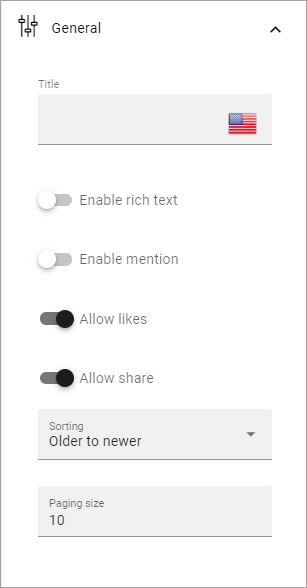 General
Title
Enable rich text
Enable mention
Allow likes
Allow share
Sorting
Older to newer
Paging size
10